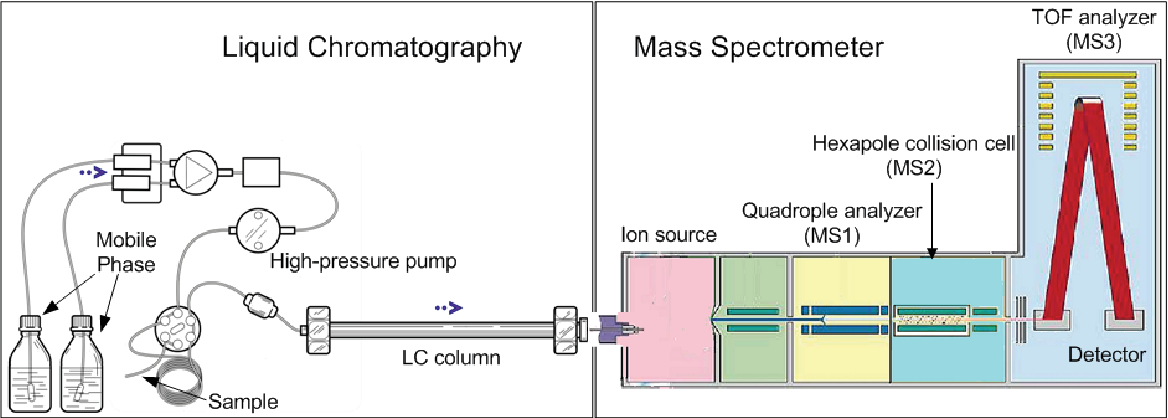 Liquid Chromatography
Mobile
Phase
High-pressure pump
LC column
Sample
Mass Spectrometer
TOF analyzer
(MS3)
Hexapole collision cell
(MS2)
Quadrople analyzer
(MS1)
Ion source
Detector